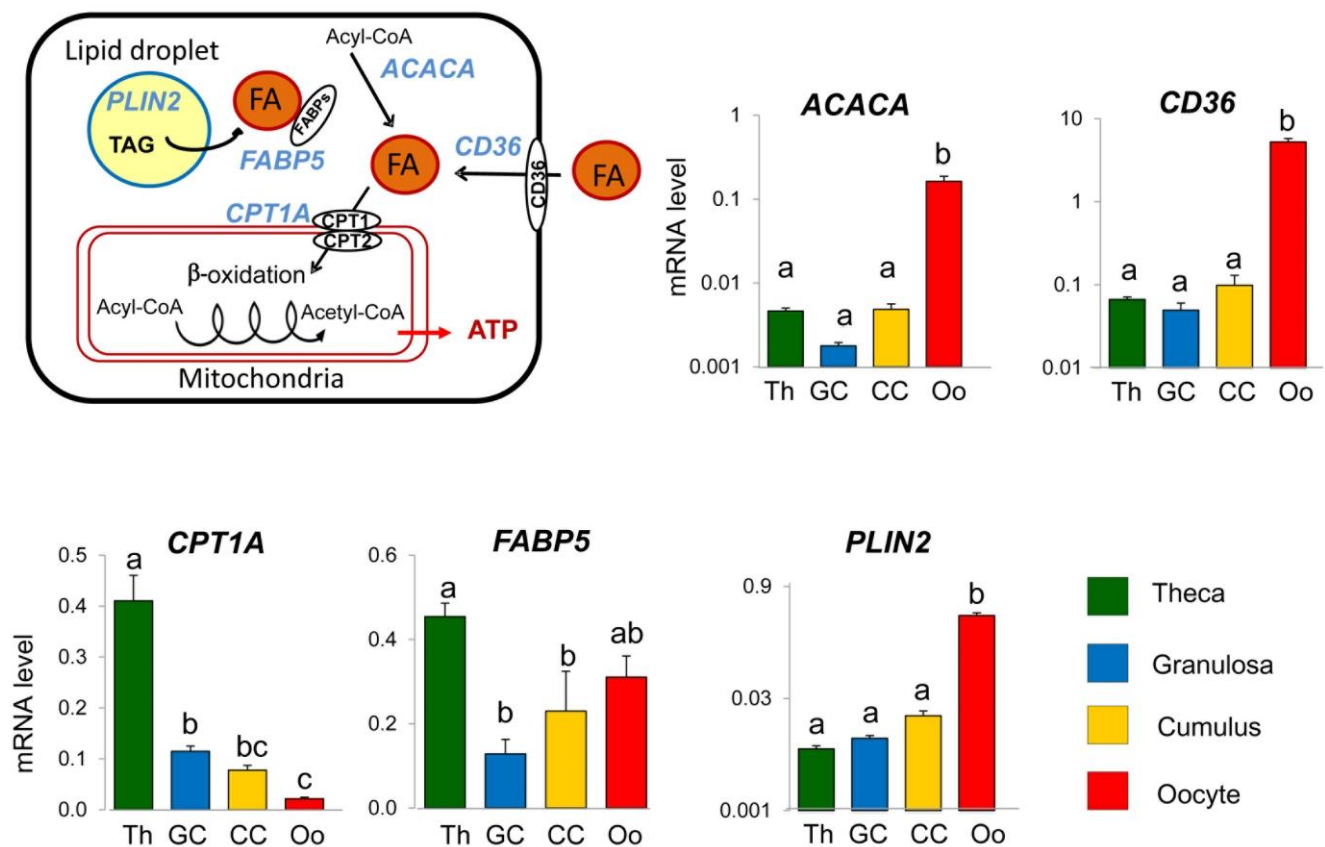 Lipid droplet
PLIN2
TAG
FA
FABPs
FABP5
Acyl-CoA
ACACA
FA
CD36
CD36
FA
CPT1A
CPT1
CPT2
β-oxidation
Acyl-CoA
Acetyl-CoA
ATP
Mitochondria
ACACA
mRNA level
1
0.1
0.01
0.001
a
a
a
b
Th GC CC Oo
CD36
10
1
0.1
0.01
a
a
a
b
Th GC CC Oo
CPT1A
mRNA level
0.5
0.4
0.3
0.2
0.1
0.0
a
b
bc
c
Th GC CC Oo
FABP5
0.6
0.4
0.2
0.0
a
b
b
ab
Th GC CC Oo
PLIN2
0.9
0.03
0.001
a
a
a
b
Th GC CC Oo
Theca
Granulosa
Cumulus
Oocyte